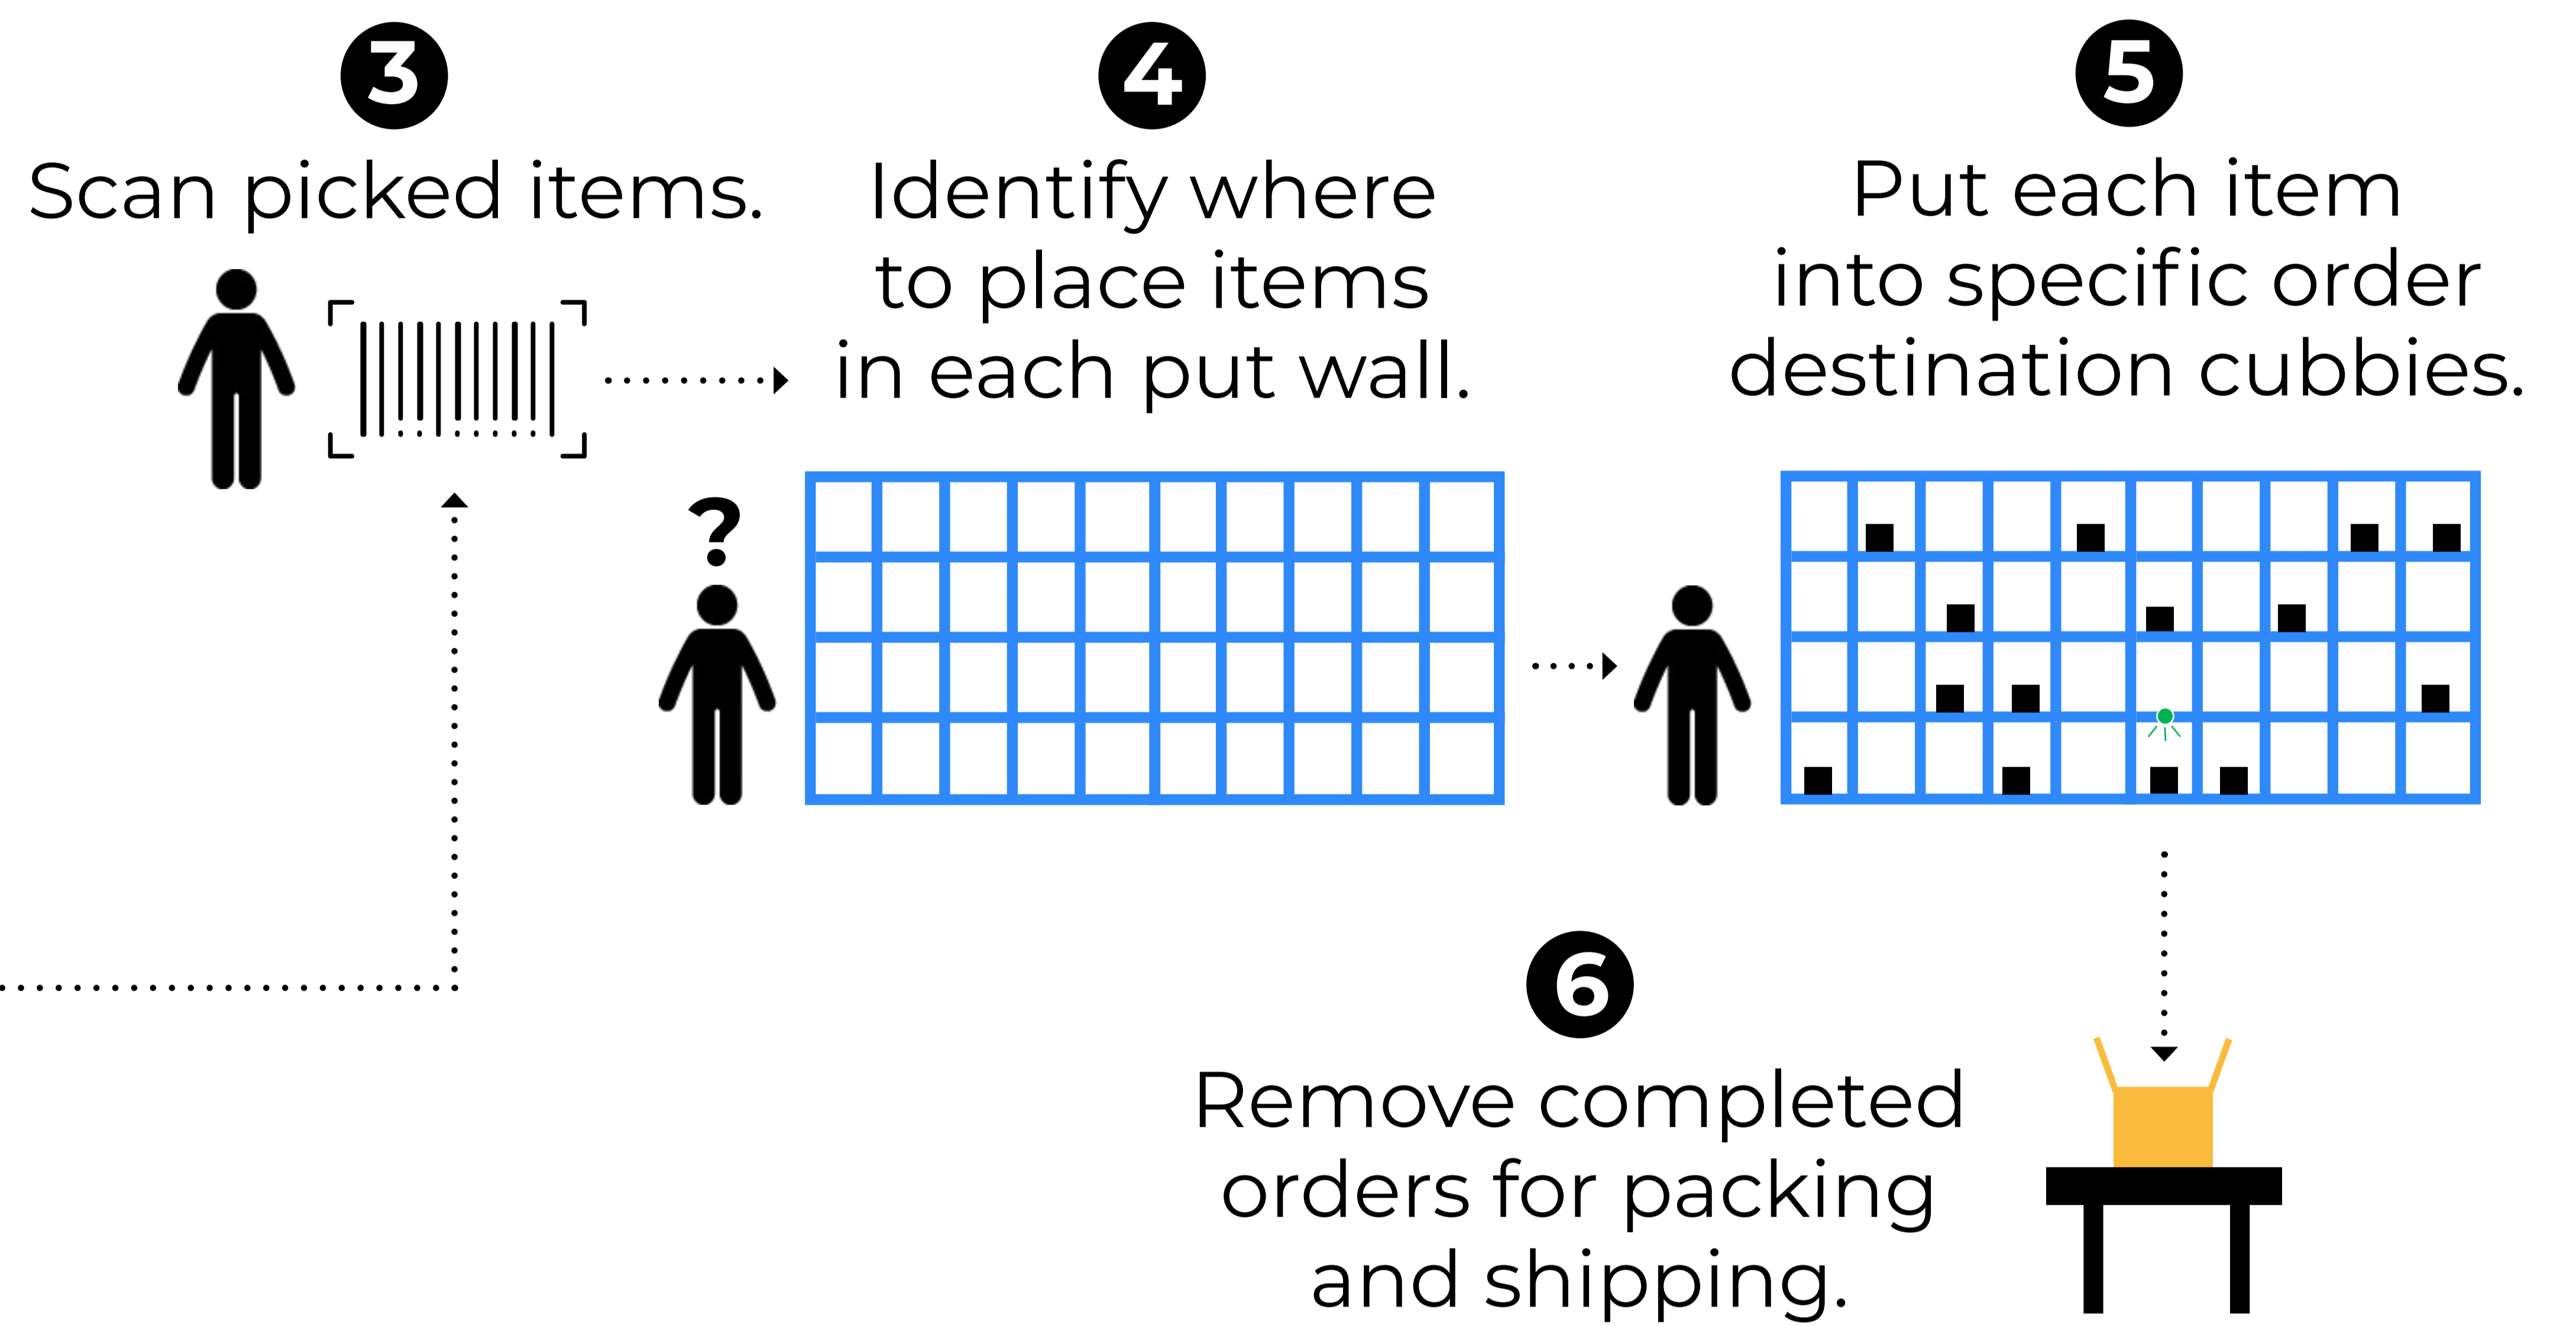 3
Scan picked items.
4
Identify where
to place items
in each put wall.
?
5
Put each item
into specific order
destination cubbies.
6
Remove completed
orders for packing
and shipping.